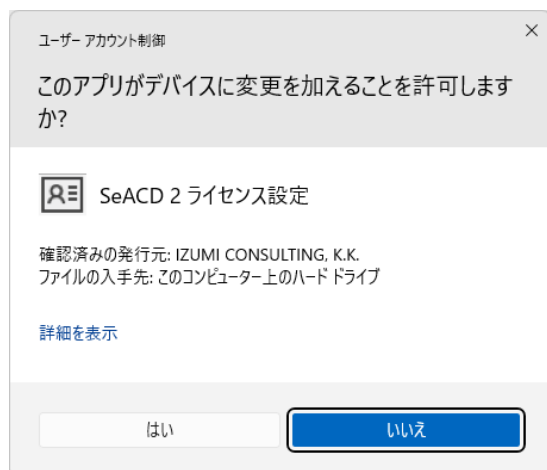 ユーザー アカウント制御
このアプリがデバイスに変更を加えることを許可します
か?
SeACD 2 ライセンス設定
確認済みの発行元: IZUMI CONSULTING, K.K.
ファイルの入手先: このコンピューター上のハード ドライブ
詳細を表示
はい
いいえ